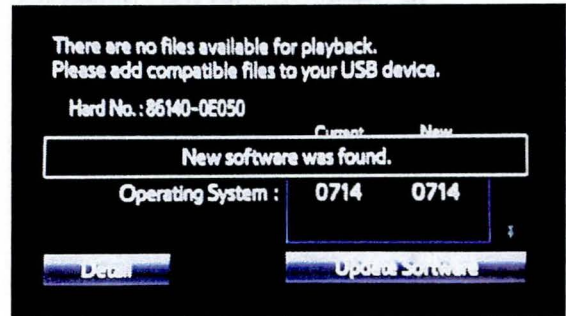 There are no files available for playback.
Please add compatible files to your USB device.
Hard No.: 86140-0E050
Current New
New software was found.
Operating System : 0714 0714
Detail Update Software